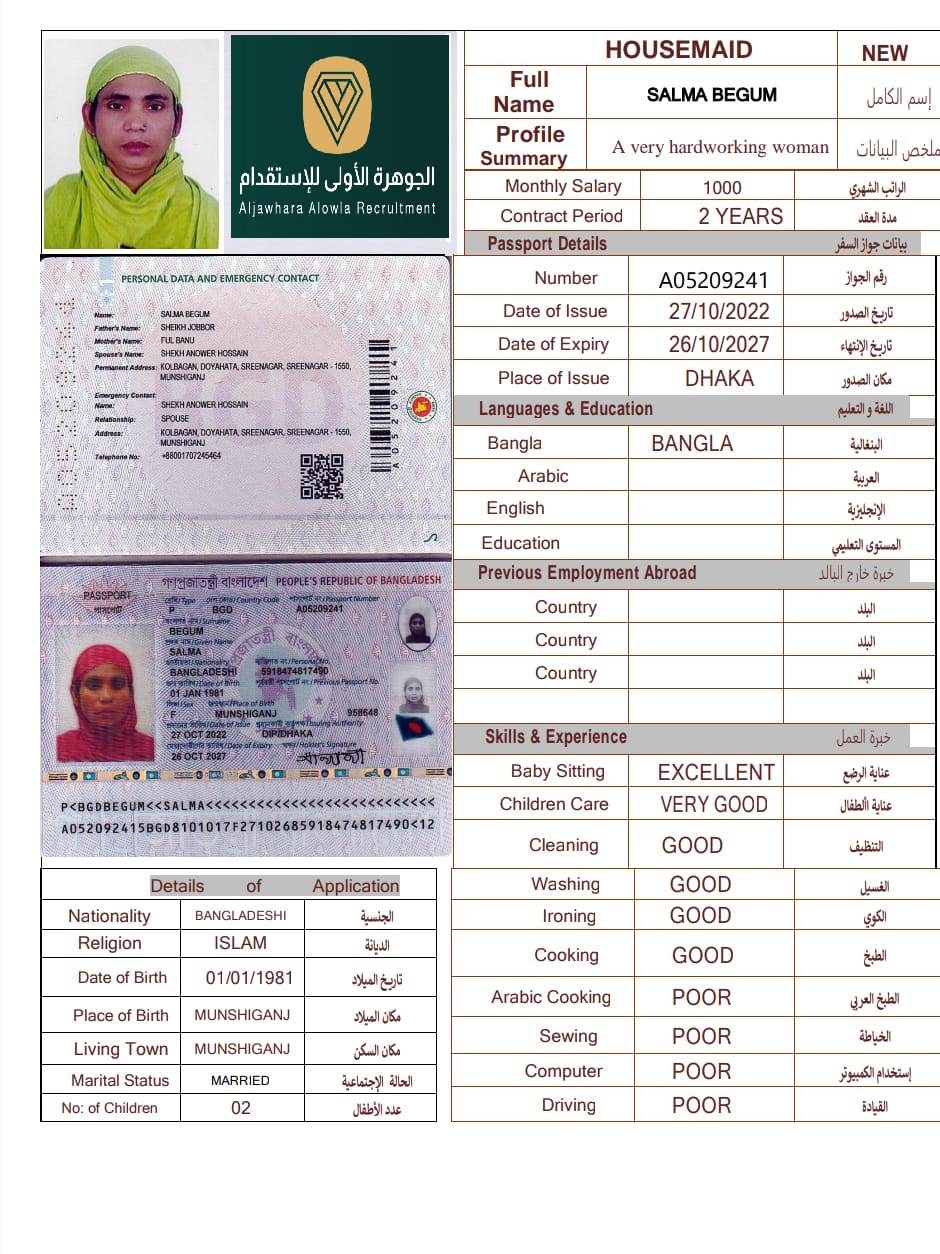 الجوهرة الأولى للإستقدام
Aljawhara Alowla Recruitment
HOUSEMAID NEW
Full Name SALMA BEGUM إسم الكامل
Profile Summary A very hardworking woman ملخص البيانات
Monthly Salary 1000 الراتب الشهري
Contract Period 2 YEARS مدة العقد
Passport Details بيانات جواز السفر
Number A05209241 رقم الجواز
Date of Issue 27/10/2022 تاريخ الصدور
Date of Expiry 26/10/2027 تاريخ الإنتهاء
Place of Issue DHAKA مكان الصدور
Languages & Education اللغة و التعليم
Bangla BANGLA البنغالية
Arabic العربية
English الإنجليزية
Education المستوى التعليمي
Previous Employment Abroad خبرة خارج البالد
Country البلد
Country البلد
Country البلد
Skills & Experience خبرة العمل
Baby Sitting EXCELLENT عناية الرضع
Children Care VERY GOOD عناية األطفال
Cleaning GOOD التنظيف
Washing GOOD الغسيل
Ironing GOOD الكوي
Cooking GOOD الطبخ
Arabic Cooking POOR الطبخ العربي
Sewing POOR الخياطة
Computer POOR إستخدام الكمبيوتر
Driving POOR القيادة
PERSONAL DATA AND EMERGENCY CONTACT
Name: SALMA BEGUM
Father's Name: SHEIKH JOBBOR
Mother's Name: FUL BANU
Spouse's Name: SHEKH ANOWER HOSSAIN
Permanent Address: KOLBAGAN, DOYAHATA, SREENAGAR, SREENAGAR - 1550,
MUNSHIGANJ
Emergency Contact:
Name: SHEKH ANOWER HOSSAIN
Relationship: SPOUSE
Address: KOLBAGAN, DOYAHATA, SREENAGAR, SREENAGAR - 1550,
MUNSHIGANJ
Telephone No: +88001707245464
A05209241
গণপ্রজাতন্ত্রী বাংলাদেশ PEOPLE'S REPUBLIC OF BANGLADESH
PASSPORT
পাসপোর্ট
Type Country Code Passport Number
P BGD A05209241
Surname
BEGUM
Given Name
SALMA
Nationality Personal No.
BANGLADESHI 5918474817490
Date of Birth Previous Passport No.
01 JAN 1981
Sex Place of Birth
F MUNSHIGANJ 958648
Date of Issue Issuing Authority
27 OCT 2022 DIP/DHAKA
Date of Expiry Holder's Signature
26 OCT 2027
P<BGDBEGUM<<SALMA<<<<<<<<<<<<<<<<<<<<<<<<<<<
A052092415BGD8101017F27102685918474817490<12
Details of Application
Nationality BANGLADESHI الجنسية
Religion ISLAM الديانة
Date of Birth 01/01/1981 تاريخ الميلاد
Place of Birth MUNSHIGANJ مكان الميلاد
Living Town MUNSHIGANJ مكان السكن
Marital Status MARRIED الحالة الإجتماعية
No: of Children 02 عدد الأطفال